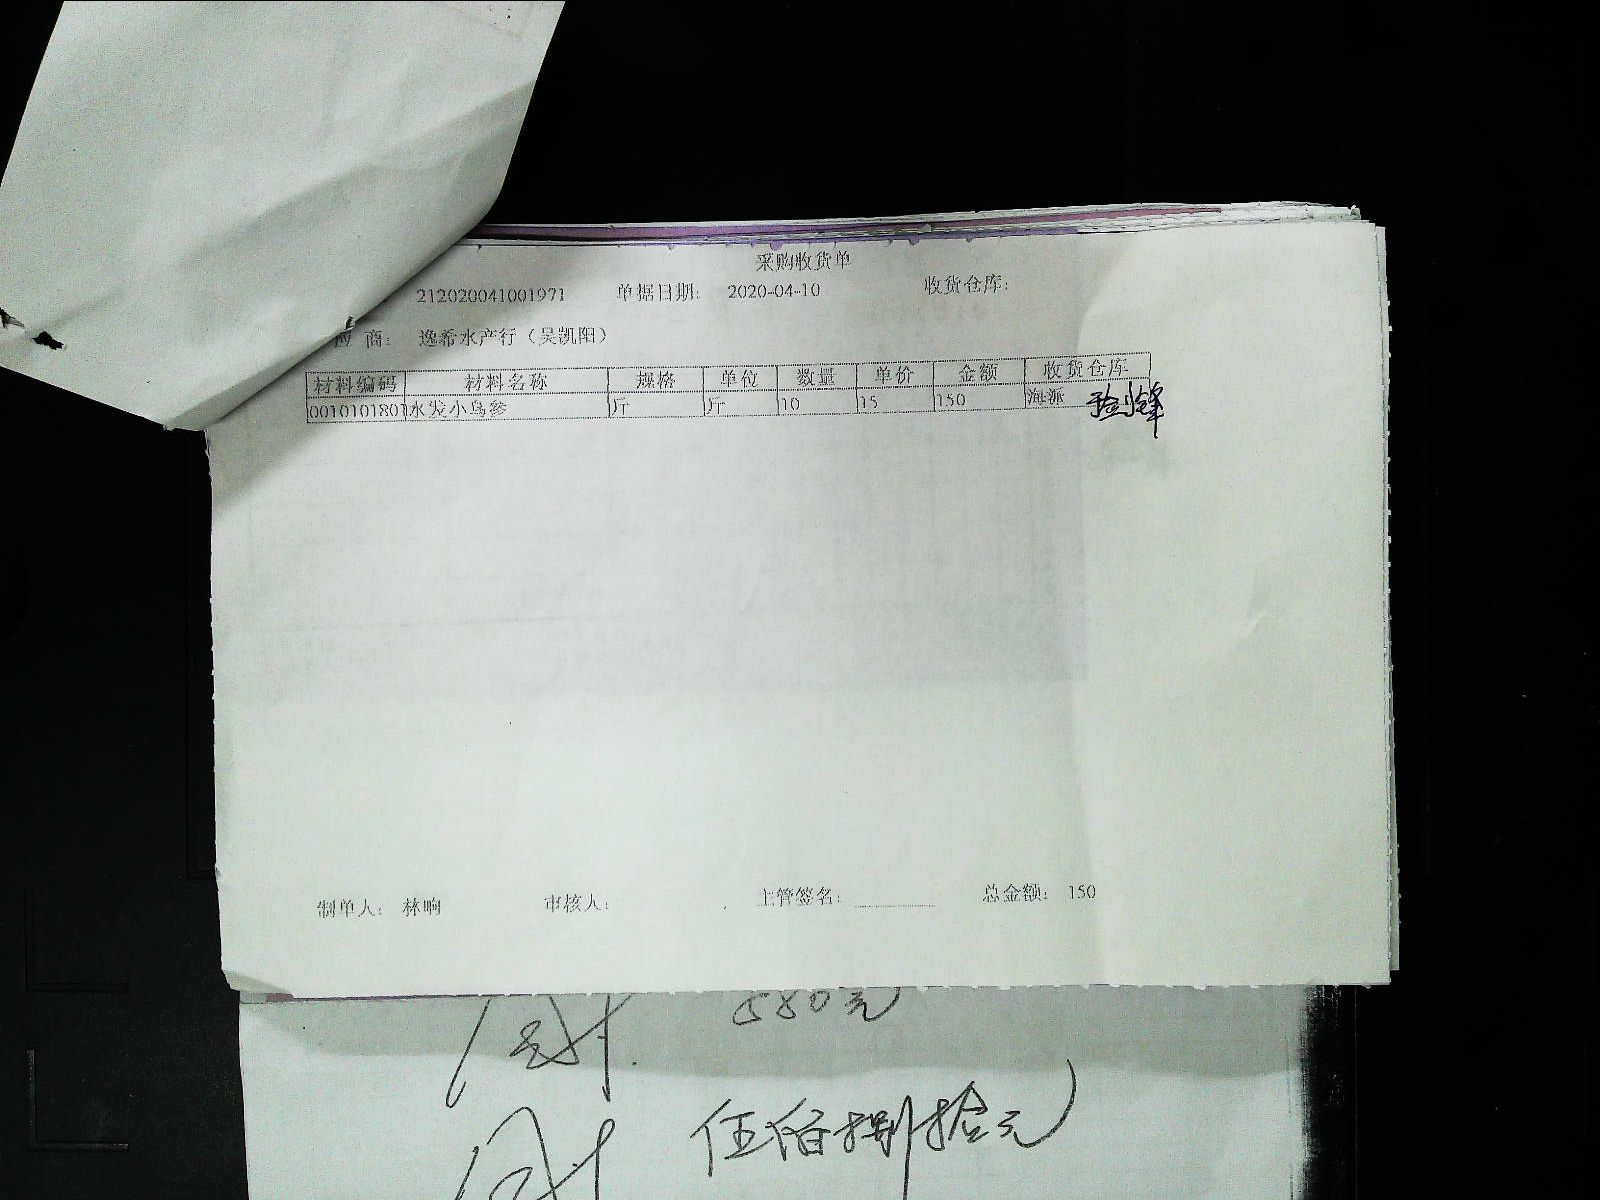 采购收货单
212020041001971 单据日期: 2020-04-10 收货仓库:
应 商: 逸希水产行（吴凯阳）
材料编码 材料名称 规格 单位 数量 单价 金额 收货仓库
0010101801 水发小乌参 斤 斤 10 15 150 海派
制单人: 林响 审核人: 主管签名: 总金额: 150
580元
伍佰捌拾元